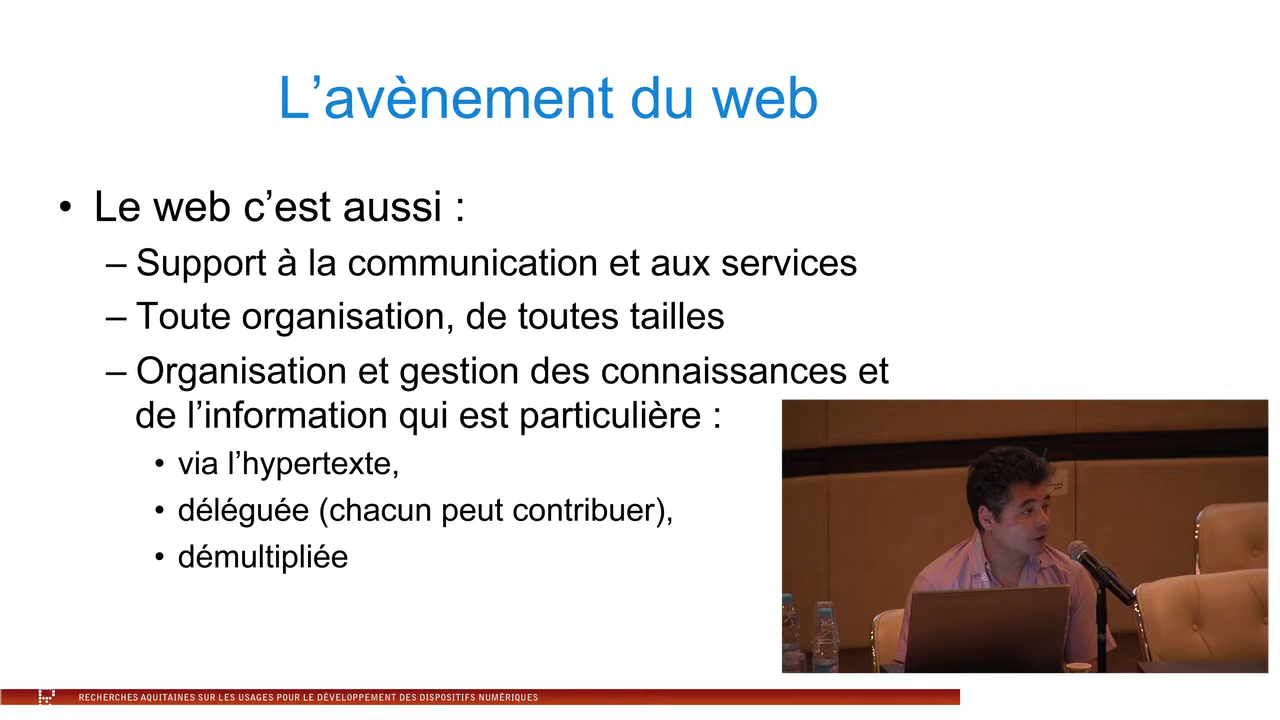 L’avènement du web
• Le web c’est aussi :
– Support à la communication et aux services
– Toute organisation, de toutes tailles
– Organisation et gestion des connaissances et
de l’information qui est particulière :
• via l’hypertexte,
• déléguée (chacun peut contribuer),
• démultipliée
RECHERCHES AQUITAINES SUR LES USAGES POUR LE DÉVELOPPEMENT DES DISPOSITIFS NUMÉRIQUES